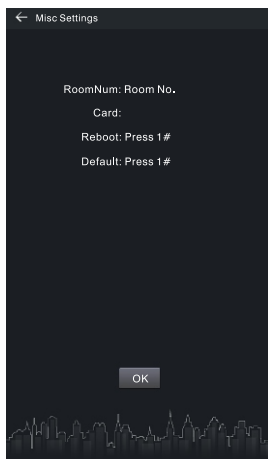 Misc Settings
RoomNum: Room No.
Card:
Reboot: Press 1#
Default: Press 1#
OK